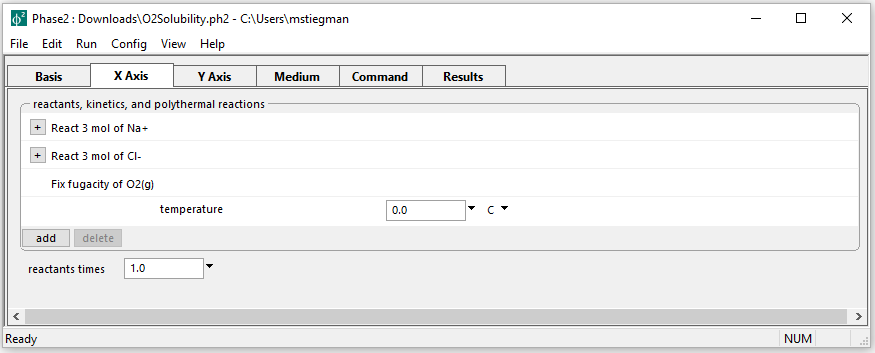 Phase2 : Downloads\O2Solubility.ph2 - C:\Users\mstiegman
File Edit Run Config View Help
Basis X Axis Y Axis Medium Command Results
reactants, kinetics, and polythermal reactions
+ React 3 mol of Na+
+ React 3 mol of Cl-
Fix fugacity of O2(g)
temperature 0.0 C
add delete
reactants times 1.0
Ready NUM